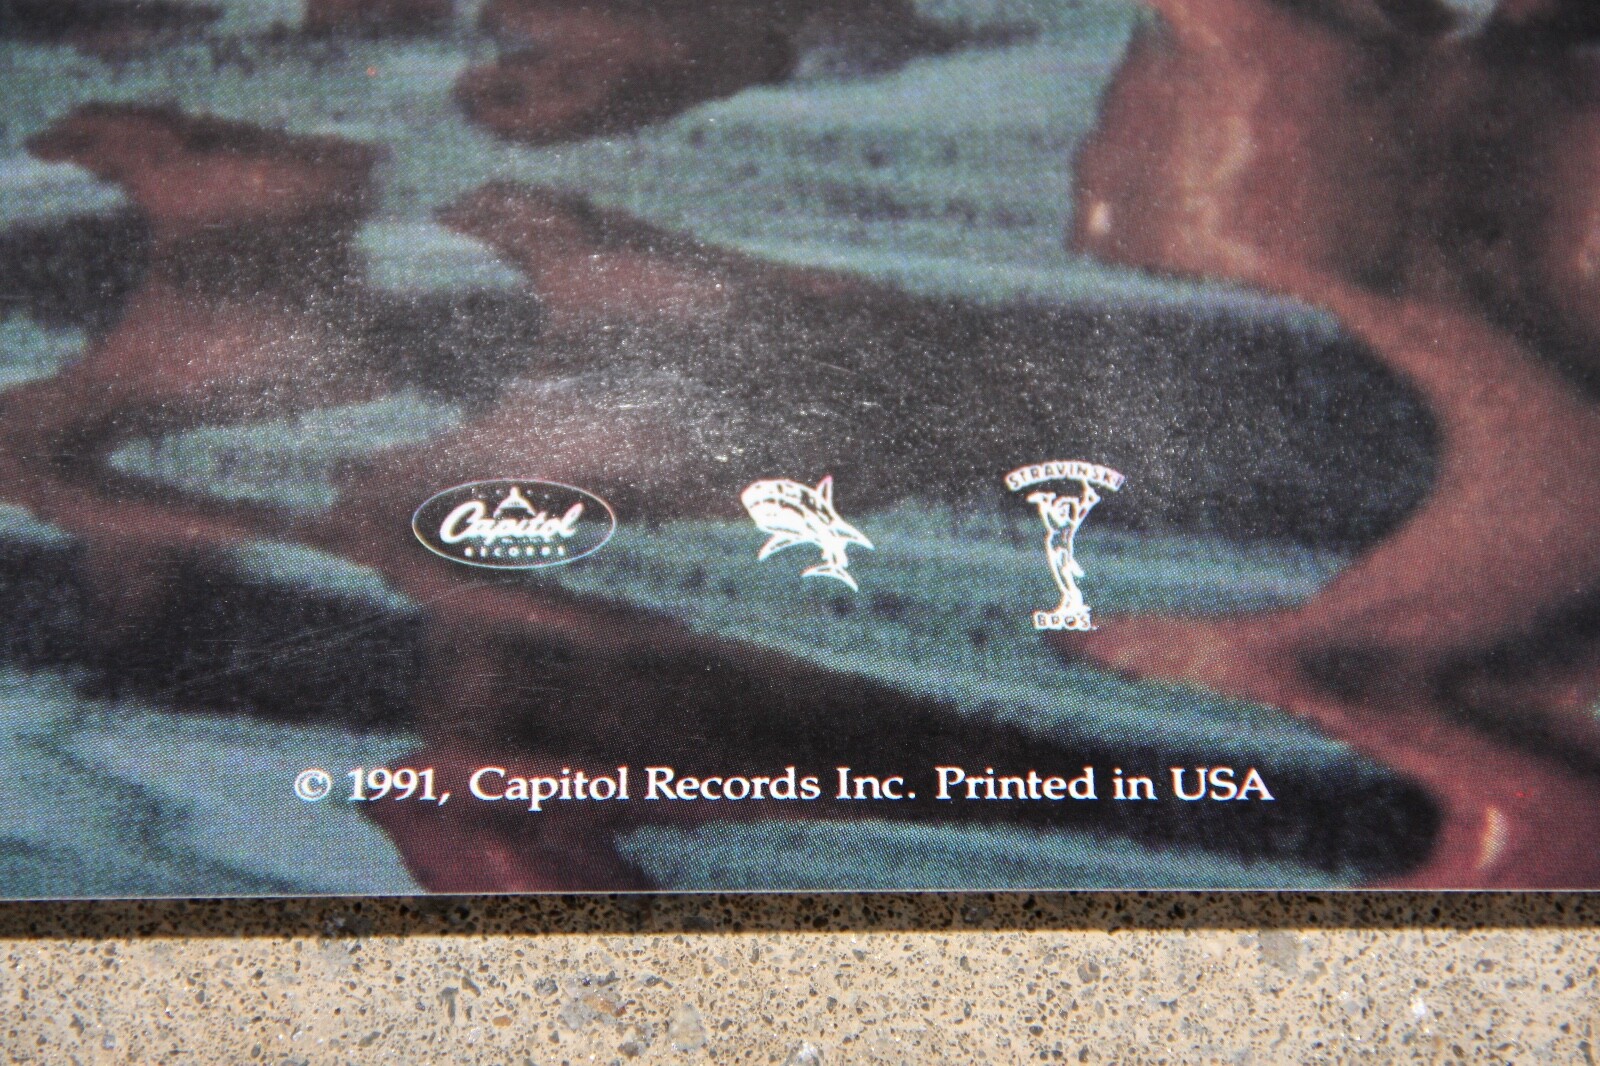 Capitol
RECORDS
STRAVINSKI
BROS.
© 1991, Capitol Records Inc. Printed in USA